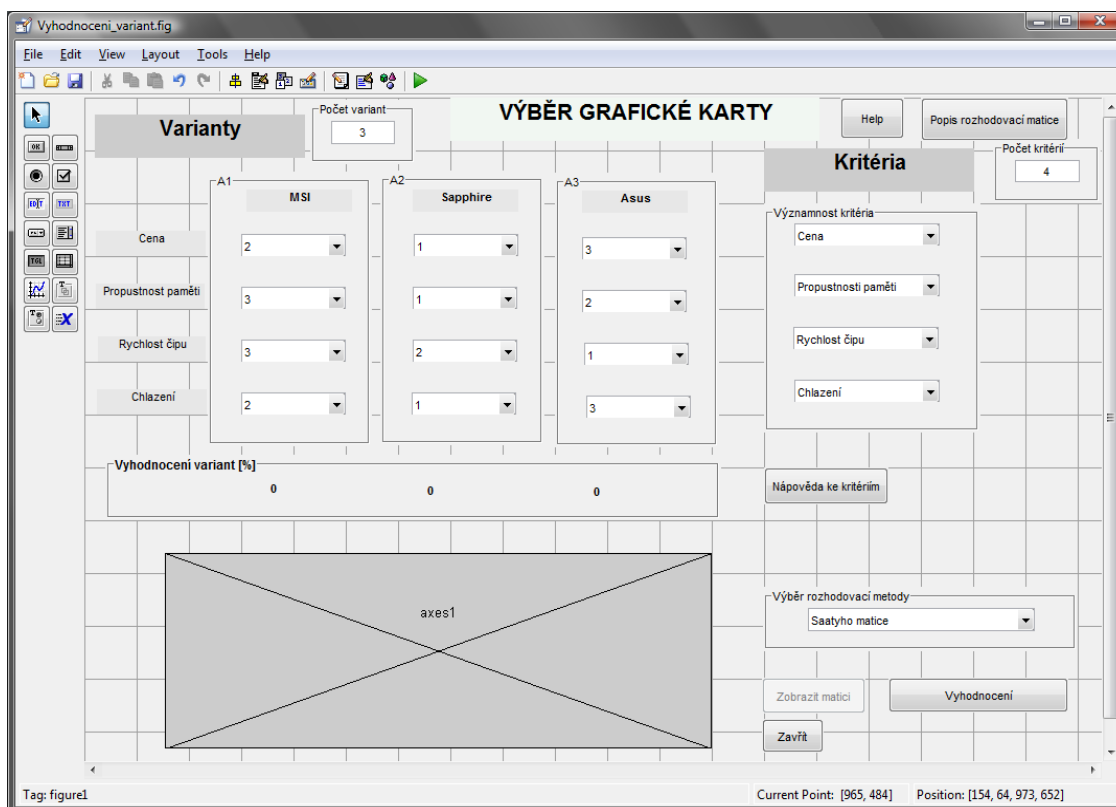 Vyhodnoceni_variant.fig
File Edit View Layout Tools Help
Varianty
Počet variant
3
VÝBĚR GRAFICKÉ KARTY
Help
Popis rozhodovací matice
Kritéria
Počet kritérií
4
A1
MSI
A2
Sapphire
A3
Asus
Cena
2
1
3
Propustnost paměti
3
1
2
Rychlost čipu
3
2
1
Chlazení
2
1
3
Významnost kritéria
Cena
Propustnosti paměti
Rychlost čipu
Chlazení
Vyhodnocení variant [%]
0
0
0
Nápověda ke kritériím
axes1
Výběr rozhodovací metody
Saatyho matice
Zobrazit matici
Vyhodnocení
Zavřít
Tag: figure1
Current Point: [965, 484]
Position: [154, 64, 973, 652]